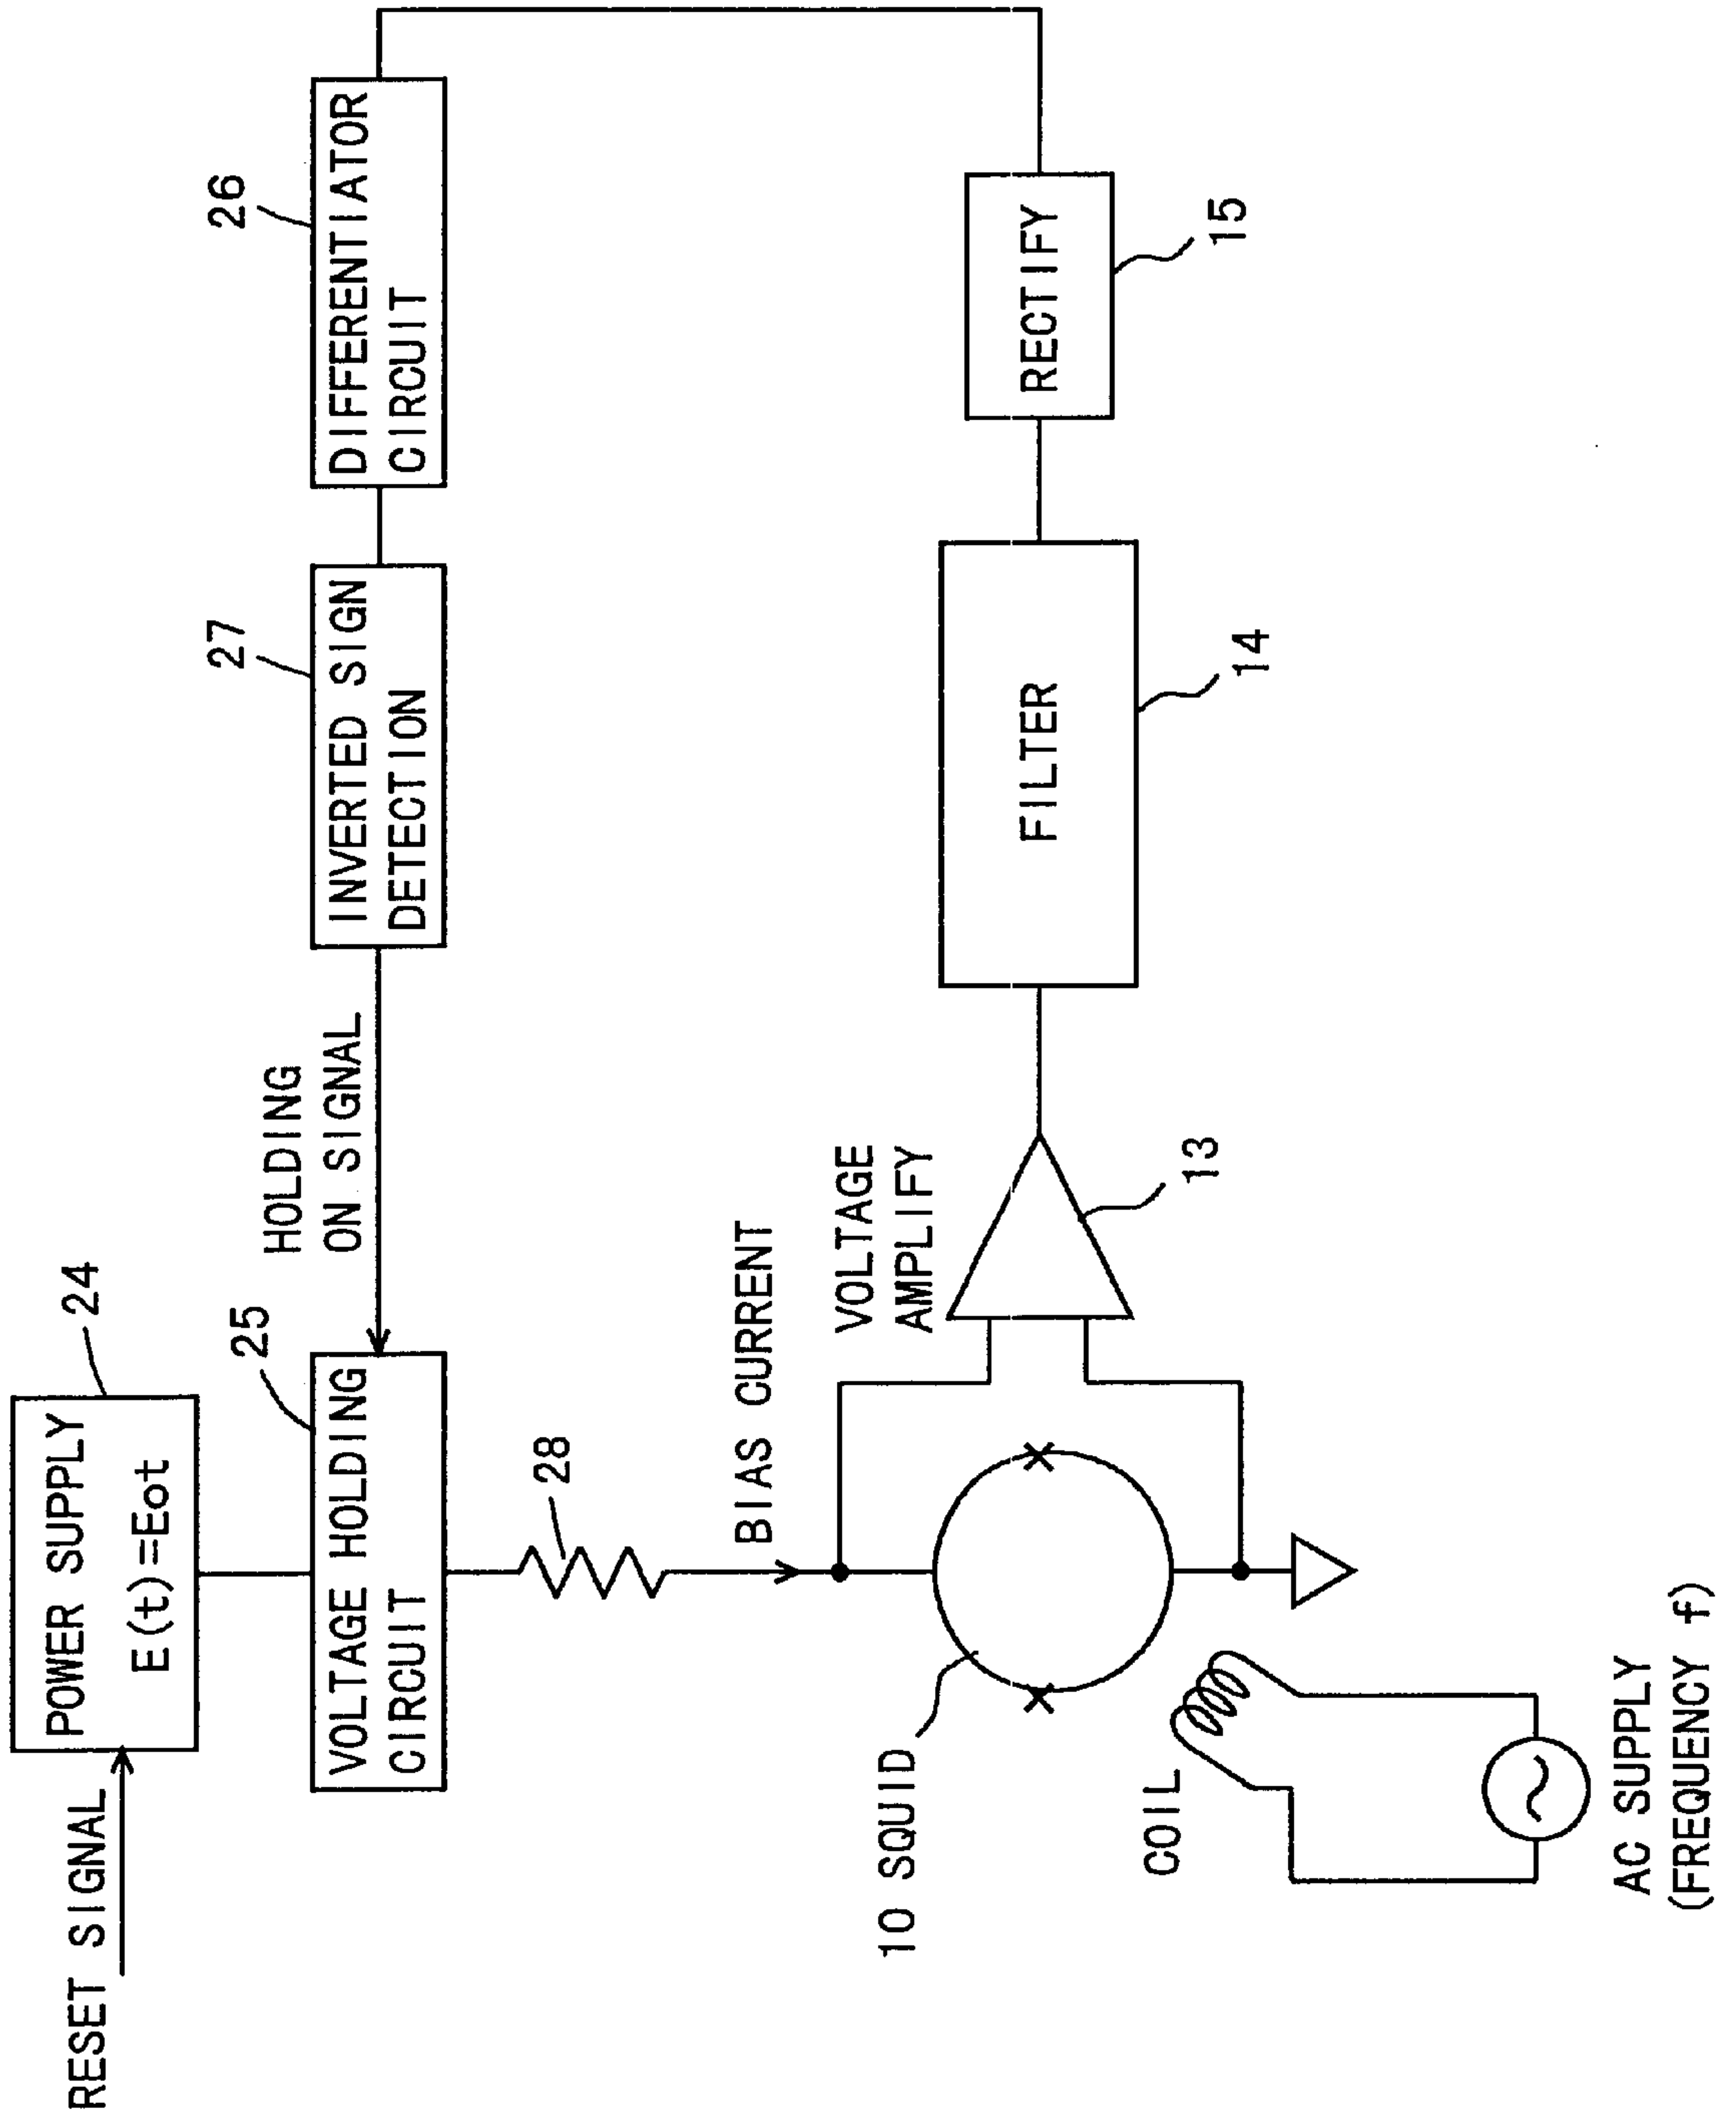 RESET SIGNAL
POWER SUPPLY
E(t)=Eot
24
25
VOLTAGE HOLDING
CIRCUIT
HOLDING
ON SIGNAL
27
INVERTED SIGN
DETECTION
26
DIFFERENTIATOR
CIRCUIT
28
BIAS CURRENT
VOLTAGE
AMPLIFY
13
FILTER
14
RECTIFY
15
10 SQUID
COIL
AC SUPPLY
(FREQUENCY f)